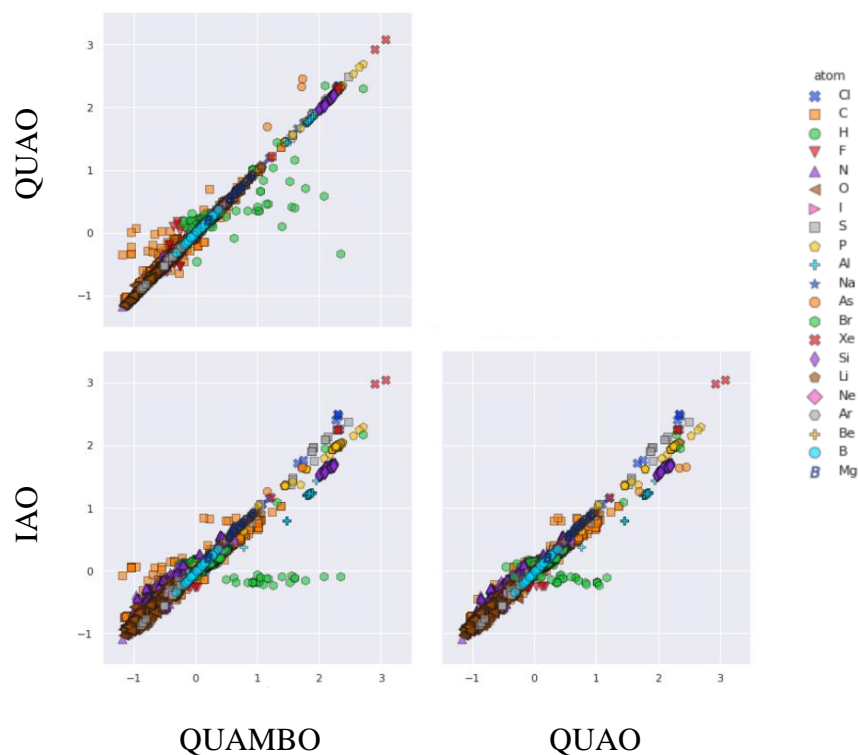 QUAO
3
2
1
0
−1
IAO
3
2
1
0
−1
−1 0 1 2 3
−1 0 1 2 3
QUAMBO QUAO
atom
Cl
C
H
F
N
O
I
S
P
Al
Na
As
Br
Xe
Si
Li
Ne
Ar
Be
B
B Mg